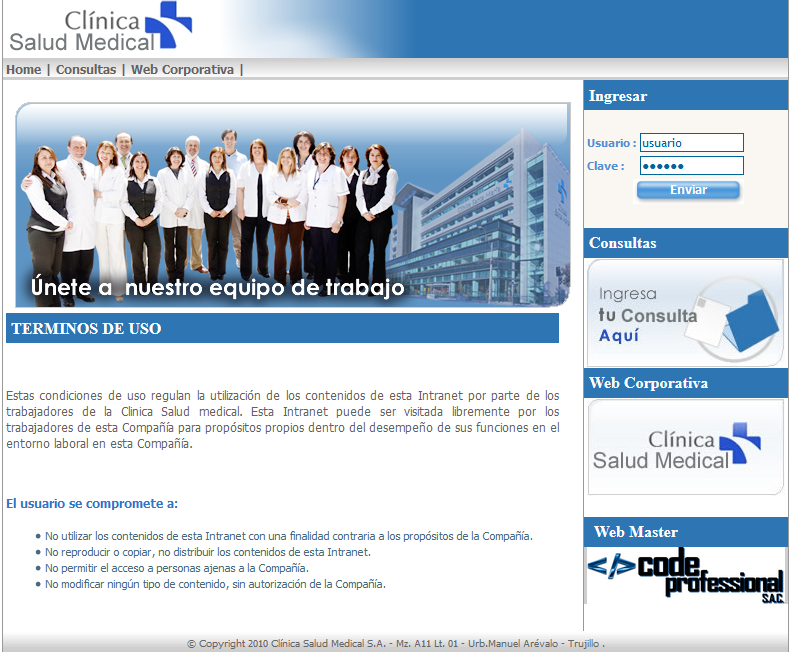 Clínica
Salud Medical
Home | Consultas | Web Corporativa |
Únete a nuestro equipo de trabajo
TERMINOS DE USO
Estas condiciones de uso regulan la utilización de los contenidos de esta Intranet por parte de los
trabajadores de la Clinica Salud medical. Esta Intranet puede ser visitada libremente por los
trabajadores de esta Compañía para propósitos propios dentro del desempeño de sus funciones en el
entorno laboral en esta Compañía.
El usuario se compromete a:
• No utilizar los contenidos de esta Intranet con una finalidad contraria a los propósitos de la Compañía.
• No reproducir o copiar, no distribuir los contenidos de esta Intranet.
• No permitir el acceso a personas ajenas a la Compañía.
• No modificar ningún tipo de contenido, sin autorización de la Compañía.
Ingresar
Usuario : usuario
Clave : ••••••
Enviar
Consultas
Ingresa
tu Consulta
Aquí
Web Corporativa
Clínica
Salud Medical
Web Master
</> code
professional
S.A.C.
© Copyright 2010 Clínica Salud Medical S.A. - Mz. A11 Lt. 01 - Urb.Manuel Arévalo - Trujillo .